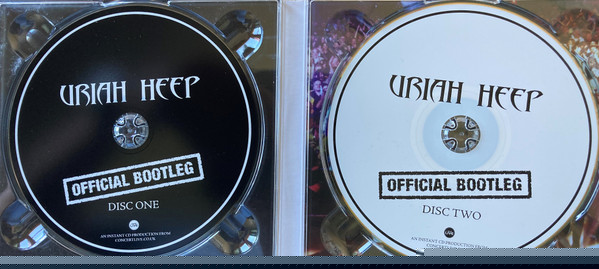 URIAH HEEP
OFFICIAL BOOTLEG
DISC ONE
AN INSTANT CD PRODUCTION FROM
CONCERTLIVE.CO.UK
URIAH HEEP
OFFICIAL BOOTLEG
DISC TWO
AN INSTANT CD PRODUCTION FROM